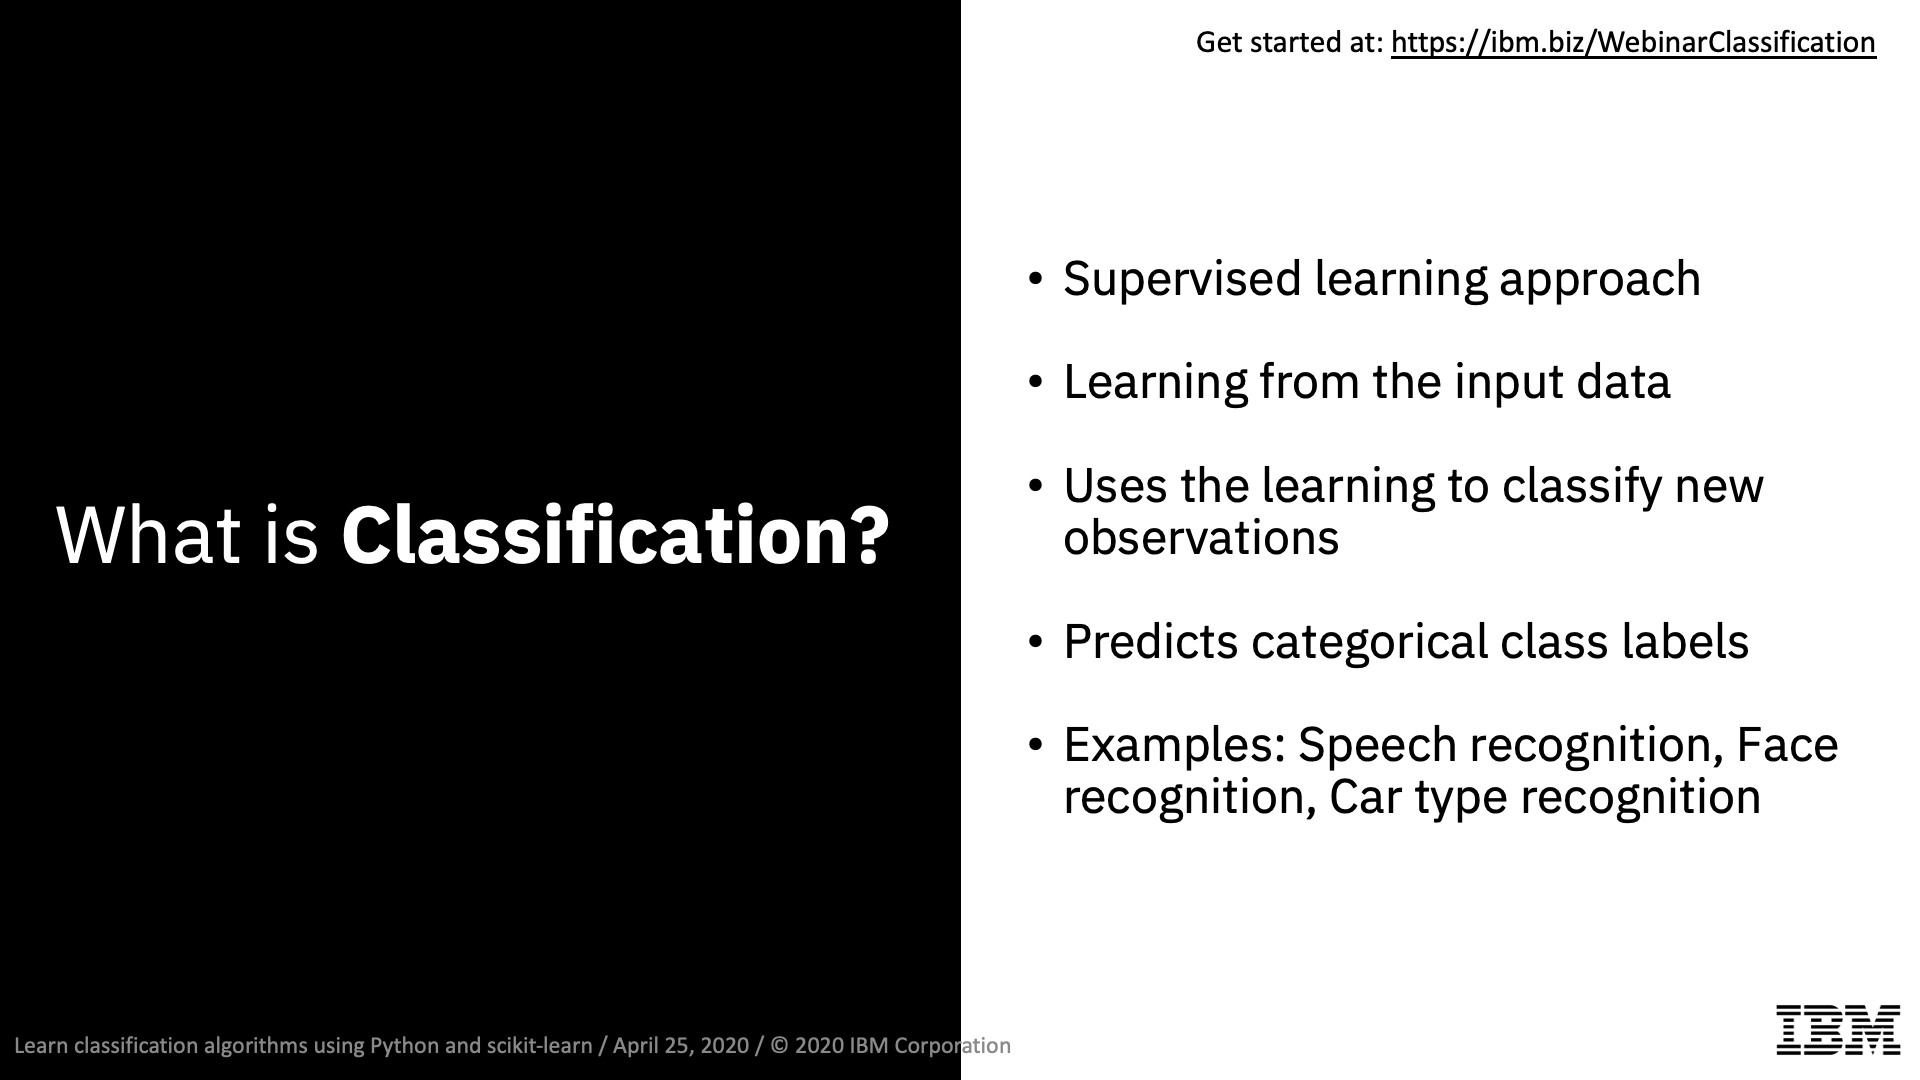 Get started at: https://ibm.biz/WebinarClassification
What is Classification?
• Supervised learning approach
• Learning from the input data
• Uses the learning to classify new
observations
• Predicts categorical class labels
• Examples: Speech recognition, Face
recognition, Car type recognition
Learn classification algorithms using Python and scikit-learn / April 25, 2020 / © 2020 IBM Corporation
IBM